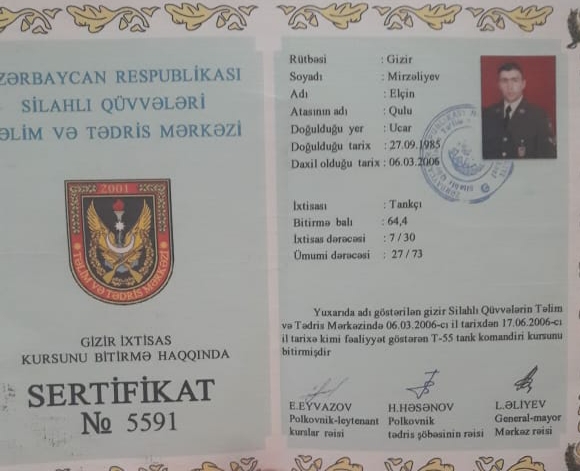 ZƏRBAYCAN RESPUBLİKASI
SİLAHLI QÜVVƏLƏRİ
ƏLİM VƏ TƏDRİS MƏRKƏZİ
2001
TƏLİM VƏ TƏDRİS MƏRKƏZİ
GİZİR İXTİSAS
KURSUNU BİTİRMƏ HAQQINDA
SERTİFİKAT
№ 5591
Rütbəsi : Gizir
Soyadı : Mirzəliyev
Adı : Elçin
Atasının adı : Qulu
Doğulduğu yer : Ucar
Doğulduğu tarix : 27.09.1985
Daxil olduğu tarix : 06.03.2006
İxtisası : Tankçı
Bitirmə balı : 64,4
İxtisas dərəcəsi : 7 / 30
Ümumi dərəcəsi : 27 / 73
Yuxarıda adı göstərilən gizir Silahlı Qüvvələrin Təlim
və Tədris Mərkəzində 06.03.2006-cı il tarixdən 17.06.2006-cı
il tarixə kimi fəaliyyət göstərən T-55 tank komandiri kursunu
bitirmişdir
E.EYVAZOV
Polkovnik-leytenant
kurslar rəisi
H.HƏSƏNOV
Polkovnik
tədris şöbəsinin rəisi
L.ƏLİYEV
General-mayor
Mərkəz rəisi